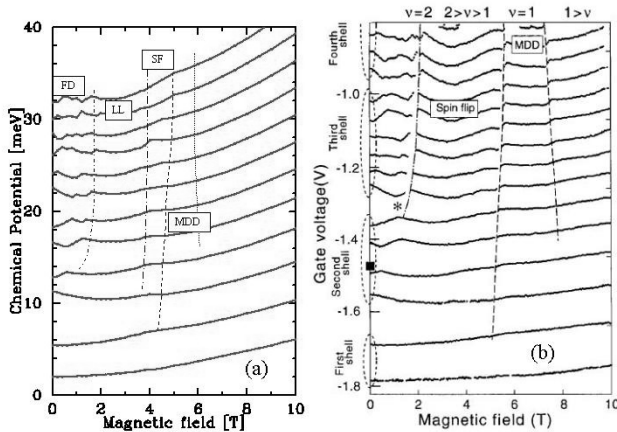 40
30
20
10
0
Chemical Potential [meV]
FD
LL
SF
MDD
(a)
0 2 4 6 8 10
Magnetic field [T]
ν=2 2>ν>1 ν=1 1>ν
MDD
Spin flip
*
Fourth shell
Third shell
Second shell
First shell
-1.0
-1.2
-1.4
-1.6
-1.8
Gate voltage(V)
(b)
0 2 4 6 8 10
Magnetic field (T)